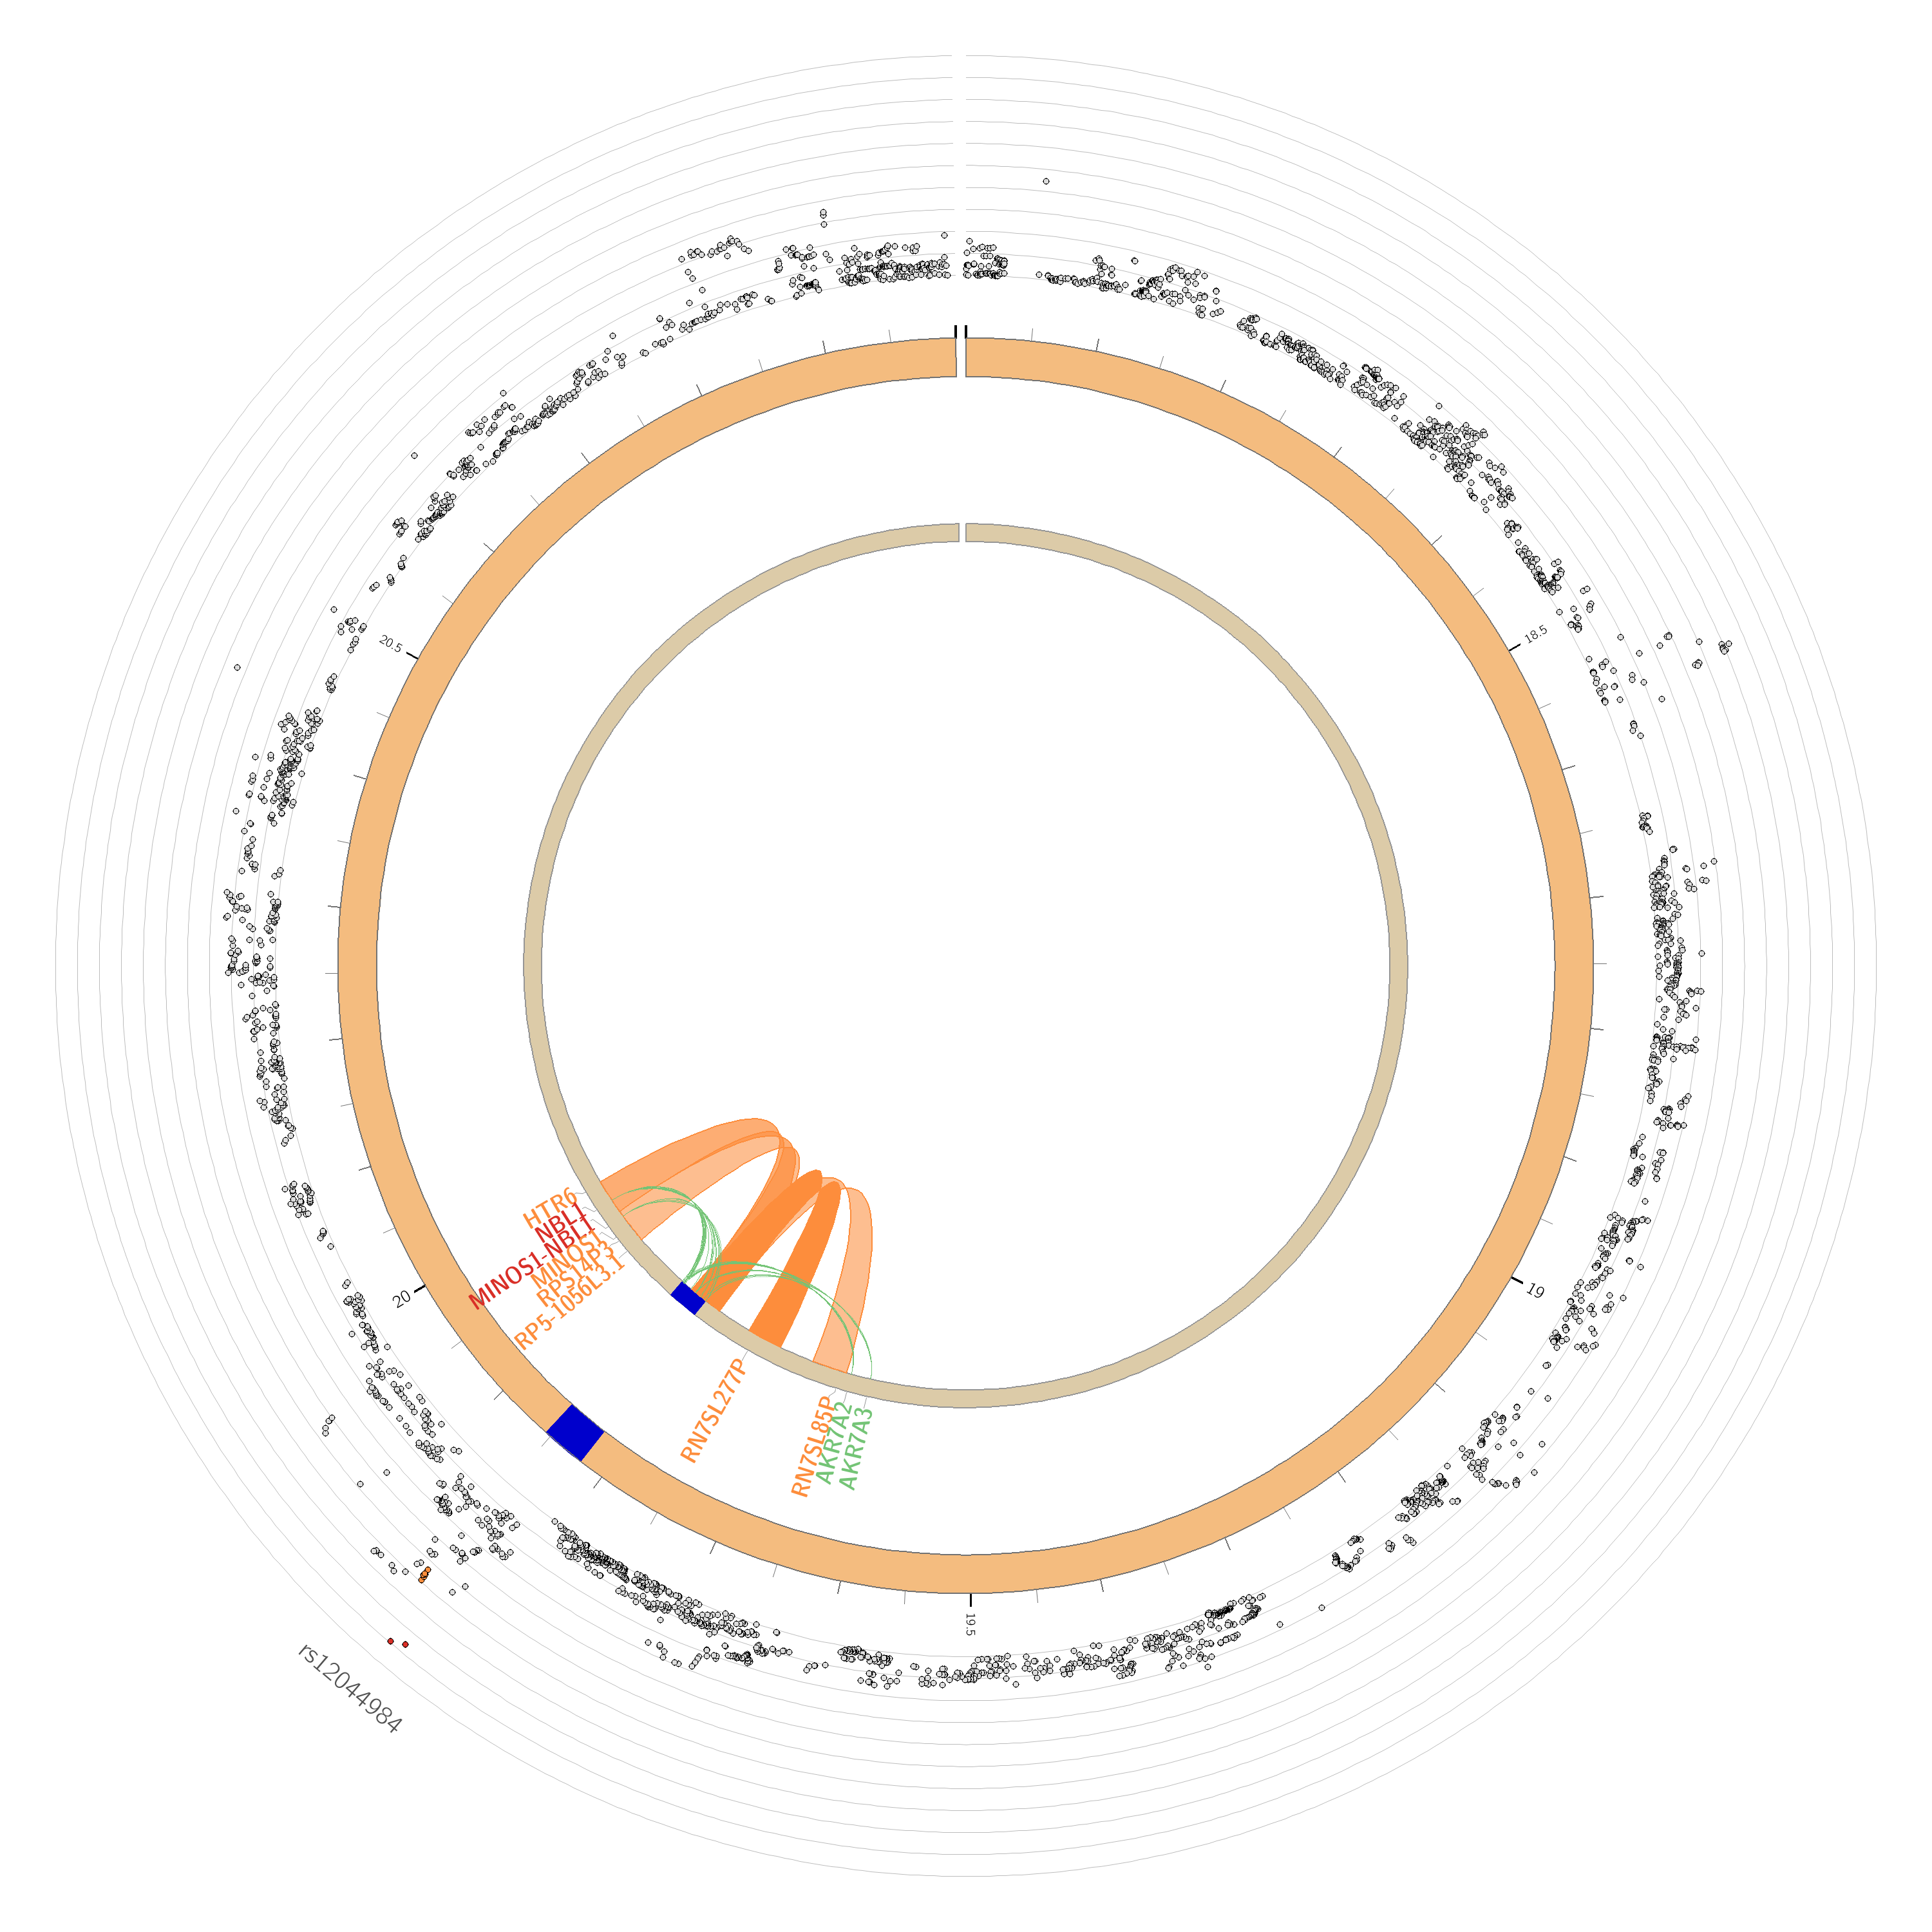 20.5
18.5
HTR6
NBL1
MINOS1-NBL1
MINOS1
RPS14P3
RP5-1056L3.1
20
19
RN7SL277P
RN7SL85P
AKR7A2
AKR7A3
19.5
rs12044984